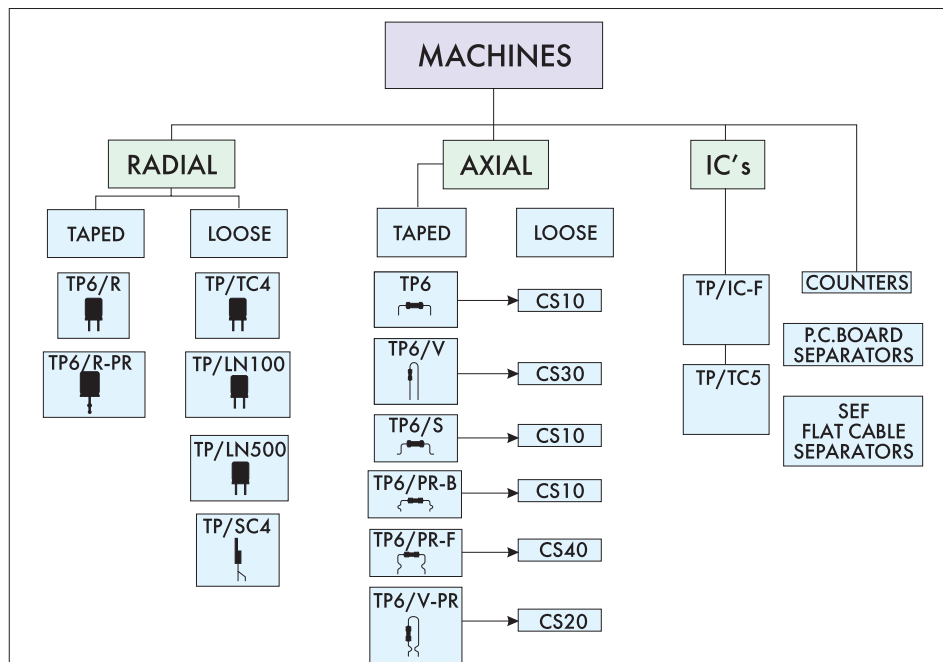 MACHINES
RADIAL
AXIAL
IC's
TAPED
LOOSE
TAPED
LOOSE
TP6/R
TP/TC4
TP6
CS10
TP/IC-F
COUNTERS
TP6/R-PR
TP/LN100
TP6/V
CS30
TP/TC5
P.C.BOARD
SEPARATORS
TP/LN500
TP6/S
CS10
SEF
FLAT CABLE
SEPARATORS
TP/SC4
TP6/PR-B
CS10
TP6/PR-F
CS40
TP6/V-PR
CS20